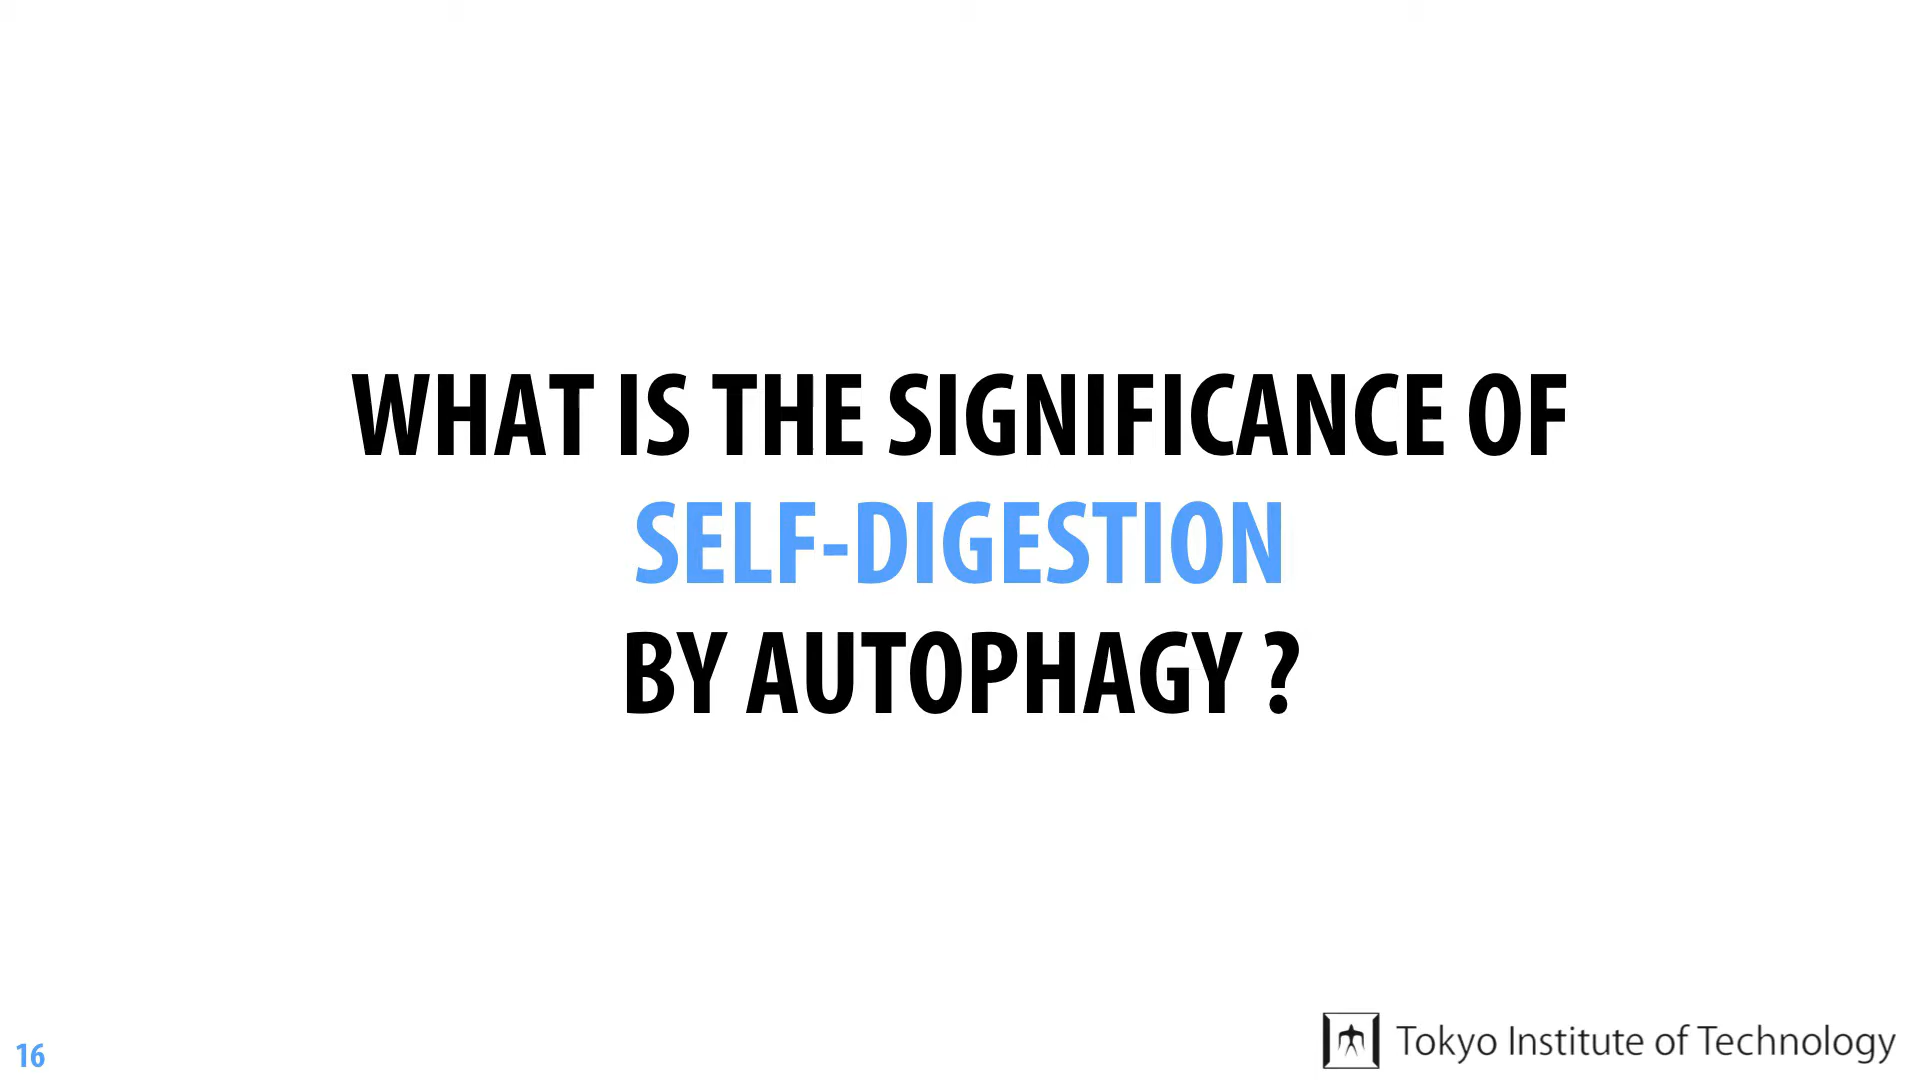 WHAT IS THE SIGNIFICANCE OF
SELF-DIGESTION
BY AUTOPHAGY ?
16
Tokyo Institute of Technology